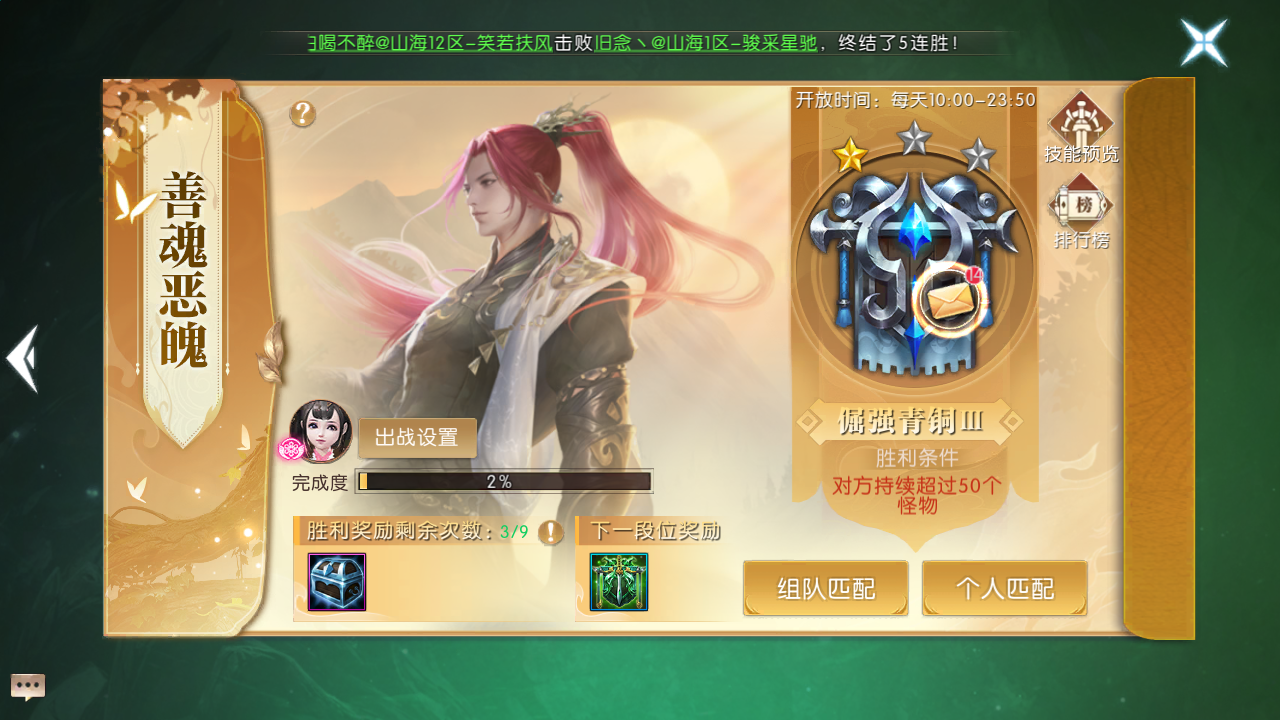 喝不醉@山海12区-笑若扶风击败旧念丶@山海1区-骏采星驰，终结了5连胜！
善魂恶魄
?
开放时间：每天10:00-23:50
技能预览
榜
排行榜
14
倔强青铜Ⅲ
胜利条件
对方持续超过50个
怪物
出战设置
完成度
2%
胜利奖励剩余次数：3/9
!
下一段位奖励
组队匹配
个人匹配